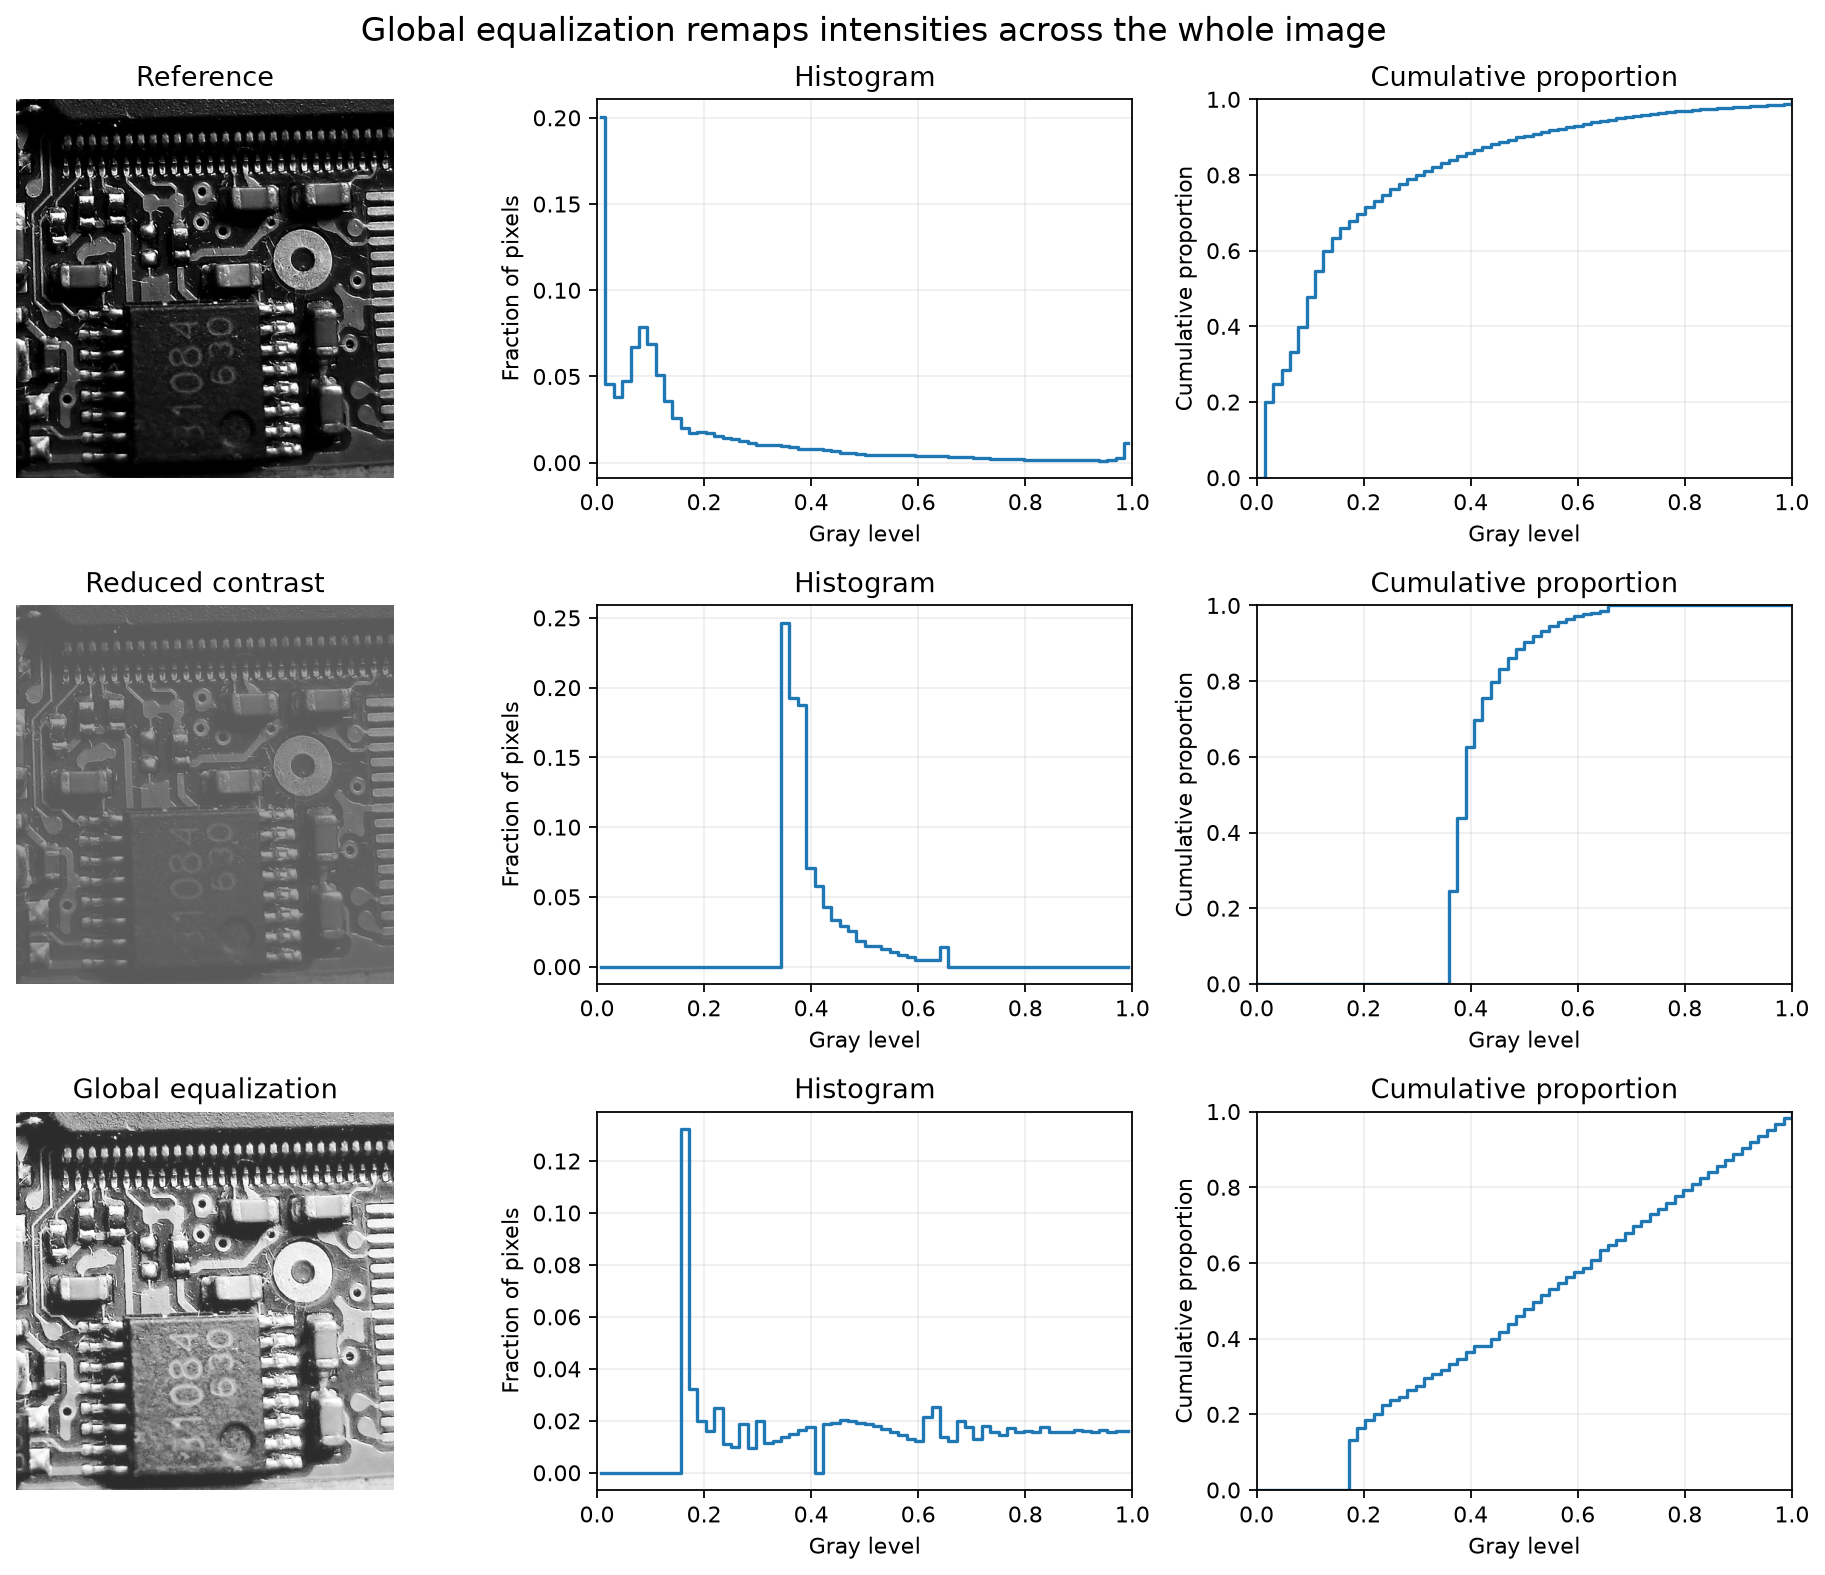 Global equalization remaps intensities across the whole image
Reference
Histogram
Cumulative proportion
31084
630
Fraction of pixels
0.20
0.15
0.10
0.05
0.00
0.0 0.2 0.4 0.6 0.8 1.0
Gray level
Cumulative proportion
1.0
0.8
0.6
0.4
0.2
0.0
0.0 0.2 0.4 0.6 0.8 1.0
Gray level
Reduced contrast
Histogram
Cumulative proportion
31084
630
Fraction of pixels
0.25
0.20
0.15
0.10
0.05
0.00
0.0 0.2 0.4 0.6 0.8 1.0
Gray level
Cumulative proportion
1.0
0.8
0.6
0.4
0.2
0.0
0.0 0.2 0.4 0.6 0.8 1.0
Gray level
Global equalization
Histogram
Cumulative proportion
31084
630
Fraction of pixels
0.12
0.10
0.08
0.06
0.04
0.02
0.00
0.0 0.2 0.4 0.6 0.8 1.0
Gray level
Cumulative proportion
1.0
0.8
0.6
0.4
0.2
0.0
0.0 0.2 0.4 0.6 0.8 1.0
Gray level